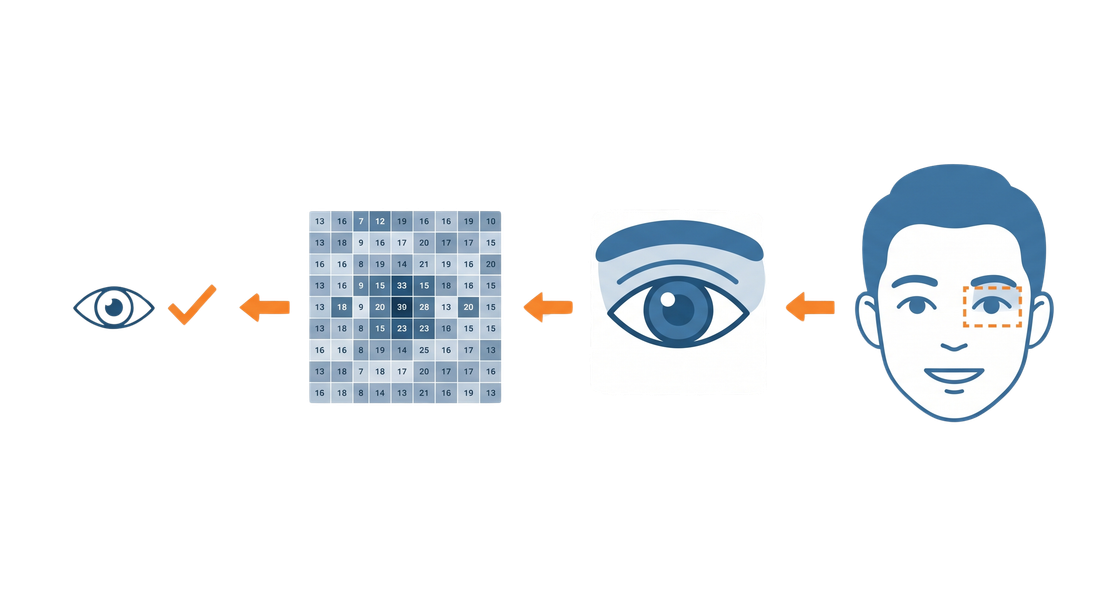 13 16 7 12 19 16 16 19 10
13 18 9 16 17 20 17 17 15
16 16 8 19 14 21 19 16 20
13 16 9 15 33 15 18 16 15
13 18 9 20 39 28 13 20 15
13 18 8 15 23 23 18 15 15
16 16 8 19 14 25 16 17 13
13 18 7 18 17 20 17 17 16
16 18 8 14 13 21 16 19 13